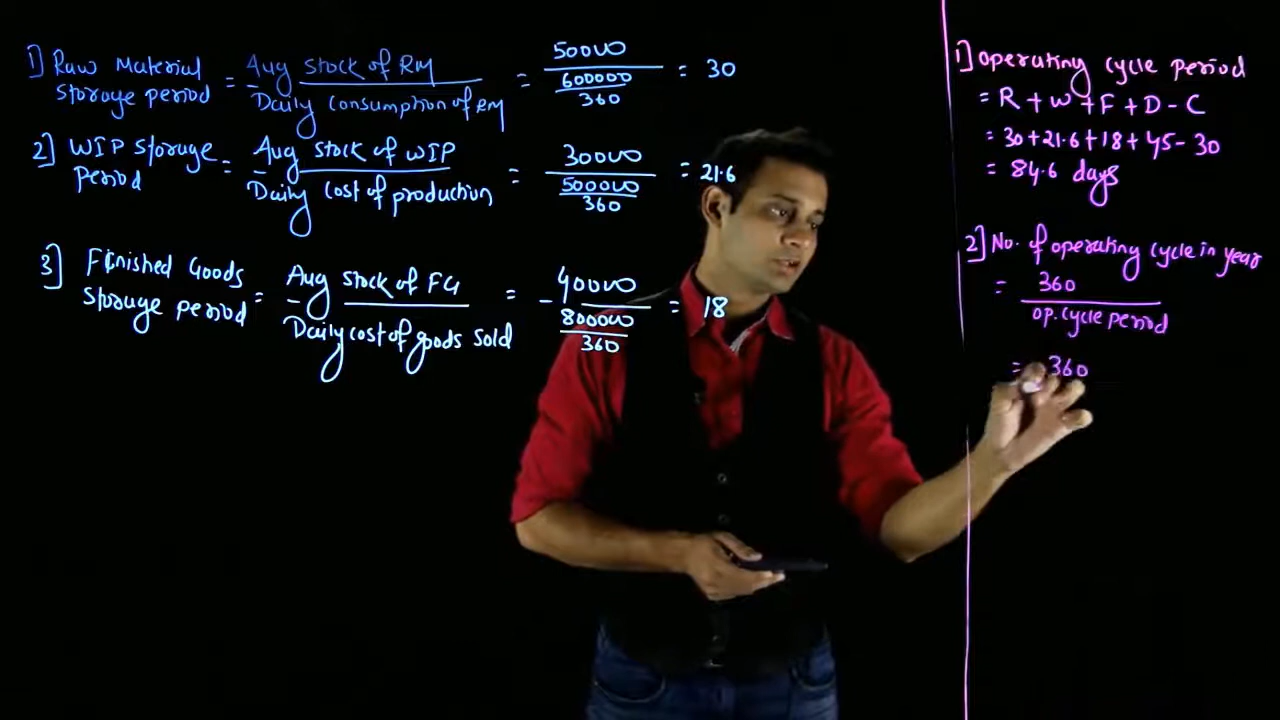 1] Raw Material storage period = Avg stock of RM / Daily consumption of RM = 50000 / 600000 / 360 = 30
2] WIP storage period = Avg stock of WIP / Daily cost of production = 30000 / 500000 / 360 = 21.6
3] Finished Goods storage period = Avg stock of FG / Daily cost of goods sold = 40000 / 800000 / 360 = 18
1] Operating cycle period
= R + W + F + D - C
= 30 + 21.6 + 18 + 45 - 30
= 84.6 days
2] No. of operating cycle in year
= 360
op. cycle period
= 360